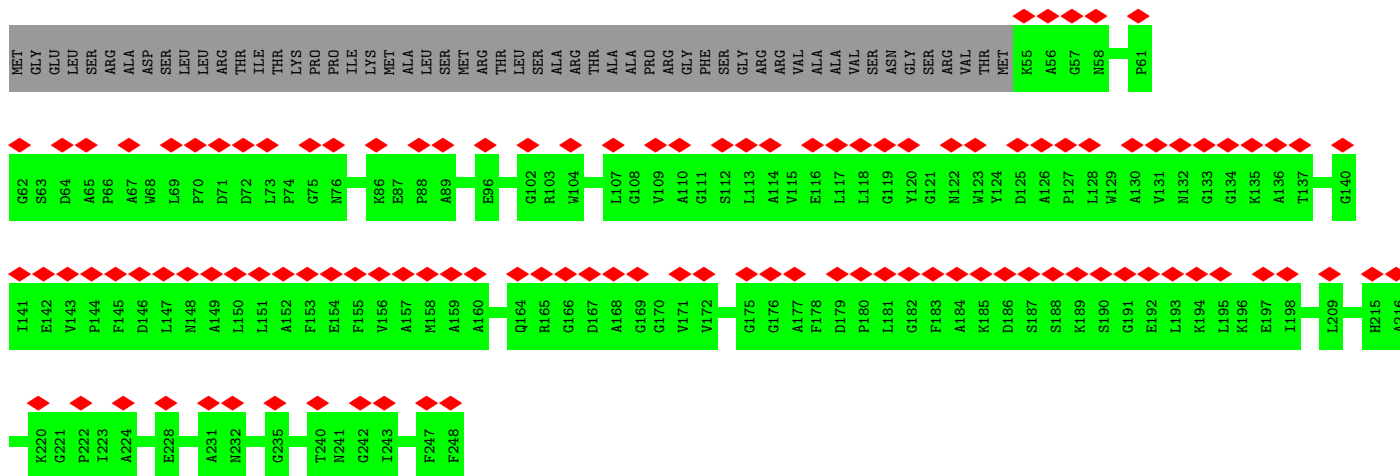 MET GLY GLU LEU SER ARG ALA ASP SER LEU LEU ARG THR ILE THR LYS PRO PRO ILE LYS MET ALA LEU SER MET ARG THR LEU SER ALA ARG THR ALA ALA PRO ARG GLY PHE SER GLY ARG ARG VAL ALA ALA VAL SER ASN GLY SER ARG VAL THR MET K55 A56 G57 N58 P61
G62 S63 D64 A65 P66 A67 W68 L69 P70 D71 D72 L73 P74 G75 N76 K86 E87 P88 A89 E96 G102 R103 W104 L107 G108 V109 A110 G111 S112 L113 A114 V115 E116 L117 L118 G119 Y120 G121 N122 W123 Y124 D125 A126 P127 L128 W129 A130 V131 N132 G133 G134 K135 A136 T137 G140
I141 E142 V143 P144 F145 D146 L147 N148 A149 L150 L151 A152 F153 E154 F155 V156 A157 M158 A159 A160 Q164 R165 G166 D167 A168 G169 G170 V171 V172 G175 G176 A177 F178 D179 P180 L181 G182 F183 A184 K185 D186 S187 S188 K189 S190 G191 E192 L193 K194 L195 K196 E197 I198 L209 H215 A216
K220 G221 P222 I223 A224 E228 A231 N232 G235 T240 N241 G242 I243 F247 F248